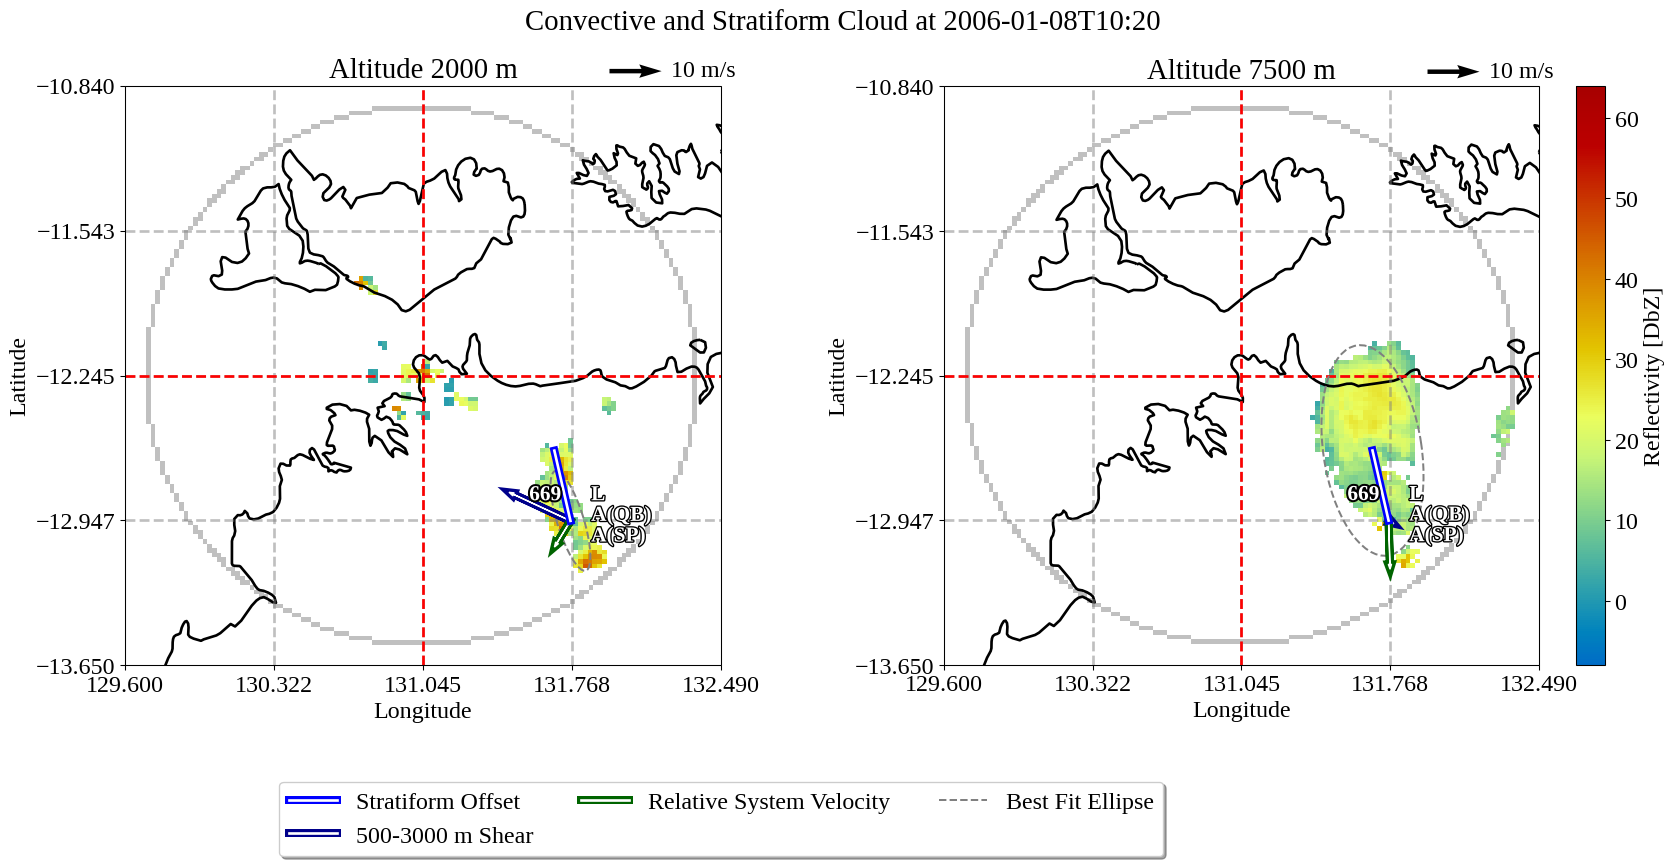 Convective and Stratiform Cloud at 2006-01-08T10:20
Altitude 2000 m
10 m/s
−10.840
−11.543
−12.245
−12.947
−13.650
129.600
130.322
131.045
131.768
132.490
Longitude
Latitude
669
L
A(QB)
A(SP)
Altitude 7500 m
10 m/s
−10.840
−11.543
−12.245
−12.947
−13.650
129.600
130.322
131.045
131.768
132.490
Longitude
Latitude
669
L
A(QB)
A(SP)
60
50
40
30
20
10
0
Reflectivity [DbZ]
Stratiform Offset
500-3000 m Shear
Relative System Velocity
Best Fit Ellipse